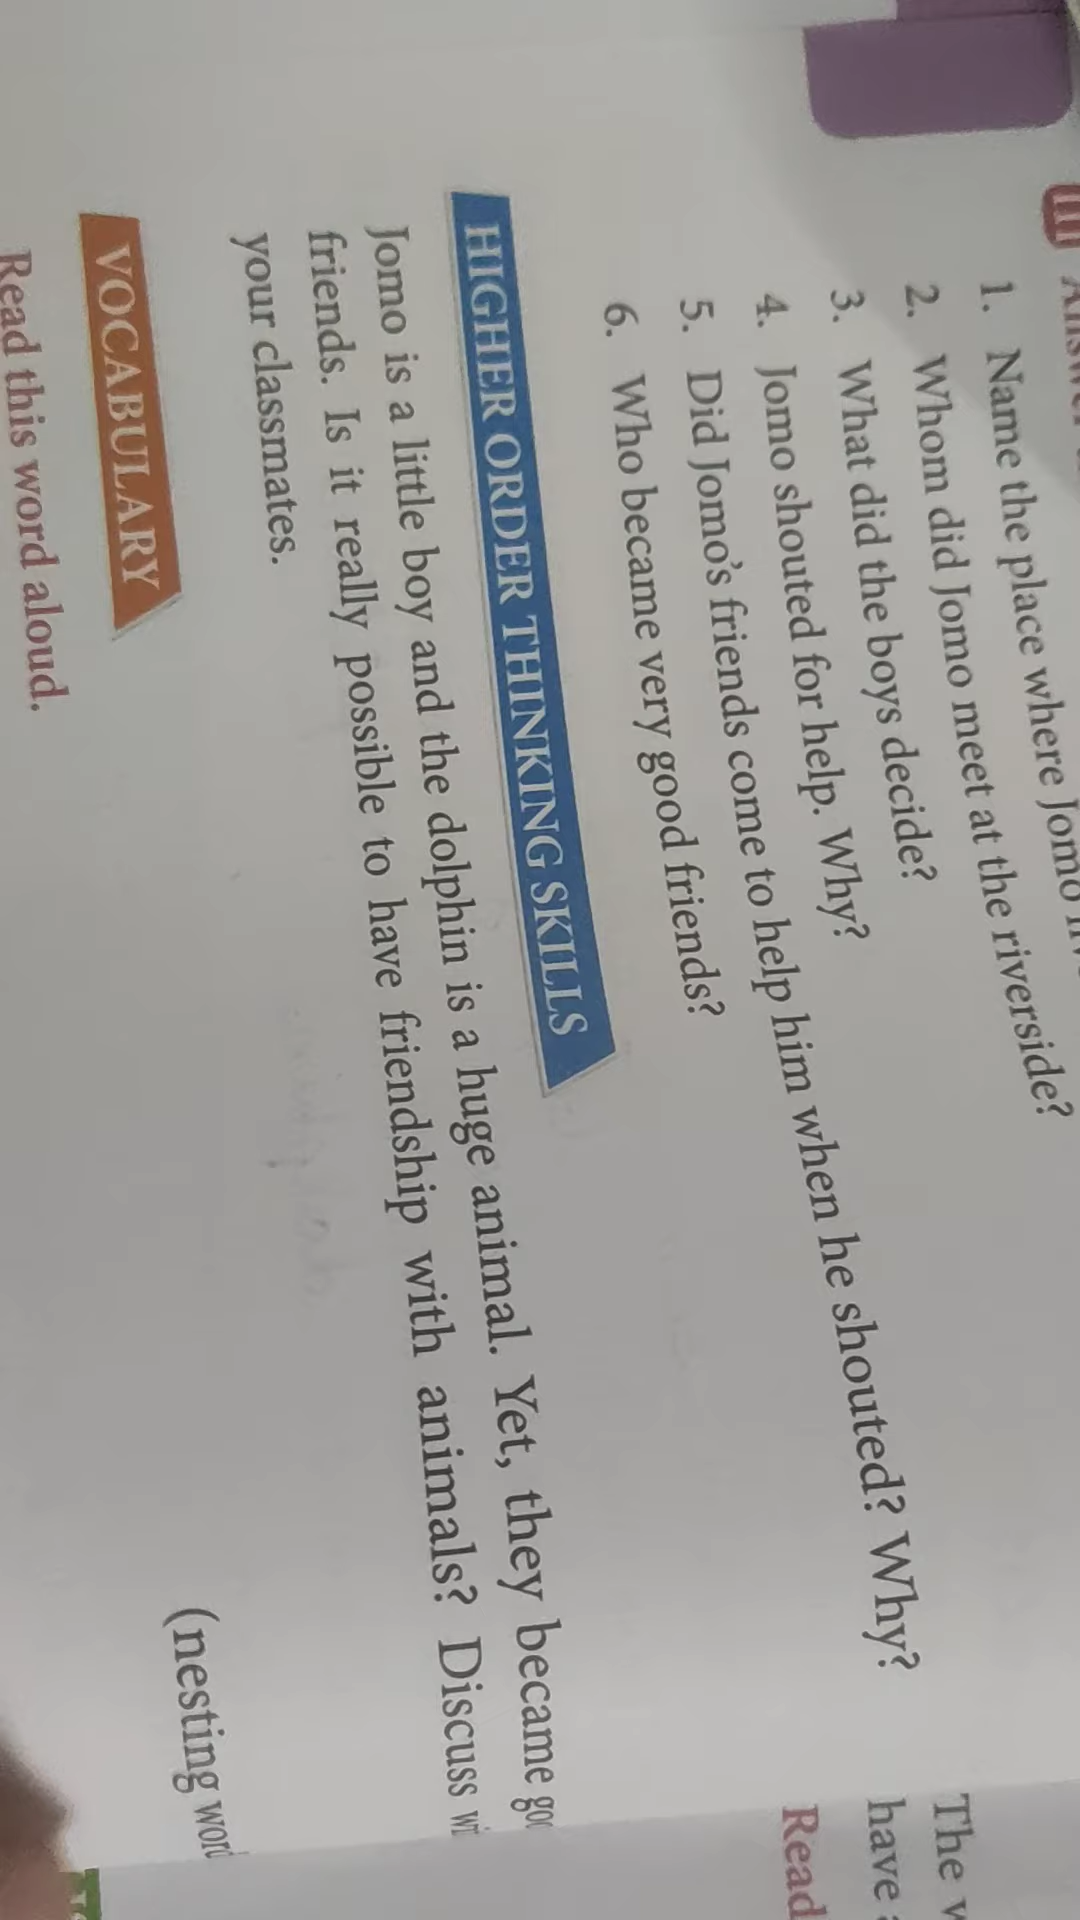 III
1. Name the place where Jomo
2. Whom did Jomo meet at the riverside?
3. What did the boys decide?
4. Jomo shouted for help. Why?
5. Did Jomo's friends come to help him when he shouted? Why?
6. Who became very good friends?
HIGHER ORDER THINKING SKILLS
Jomo is a little boy and the dolphin is a huge animal. Yet, they became
friends. Is it really possible to have friendship with animals? Discuss
your classmates.
(nesting
VOCABULARY
Read this word aloud.
The
have
Read